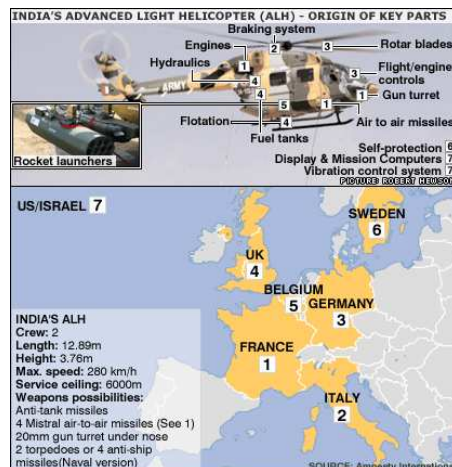 INDIA'S ADVANCED LIGHT HELICOPTER (ALH) - ORIGIN OF KEY PARTS
Braking system
2
Engines
1
3
Rotar blades
Hydraulics
4
3
Flight/engine
controls
ARMY
4
1
Gun turret
5
1
Air to air missiles
Flotation
4
Fuel tanks
Rocket launchers
Self-protection 6
Display & Mission Computers 7
Vibration control system 7
PICTURE: ROBERT HEWSON
US/ISRAEL 7
SWEDEN
6
UK
4
BELGIUM
5
GERMANY
3
FRANCE
1
ITALY
2
INDIA'S ALH
Crew: 2
Length: 12.89m
Height: 3.76m
Max. speed: 280 km/h
Service ceiling: 6000m
Weapons possibilities:
Anti-tank missiles
4 Mistral air-to-air missiles (See 1)
20mm gun turret under nose
2 torpedoes or 4 anti-ship
missiles(Naval version)
SOURCE: Amnesty International